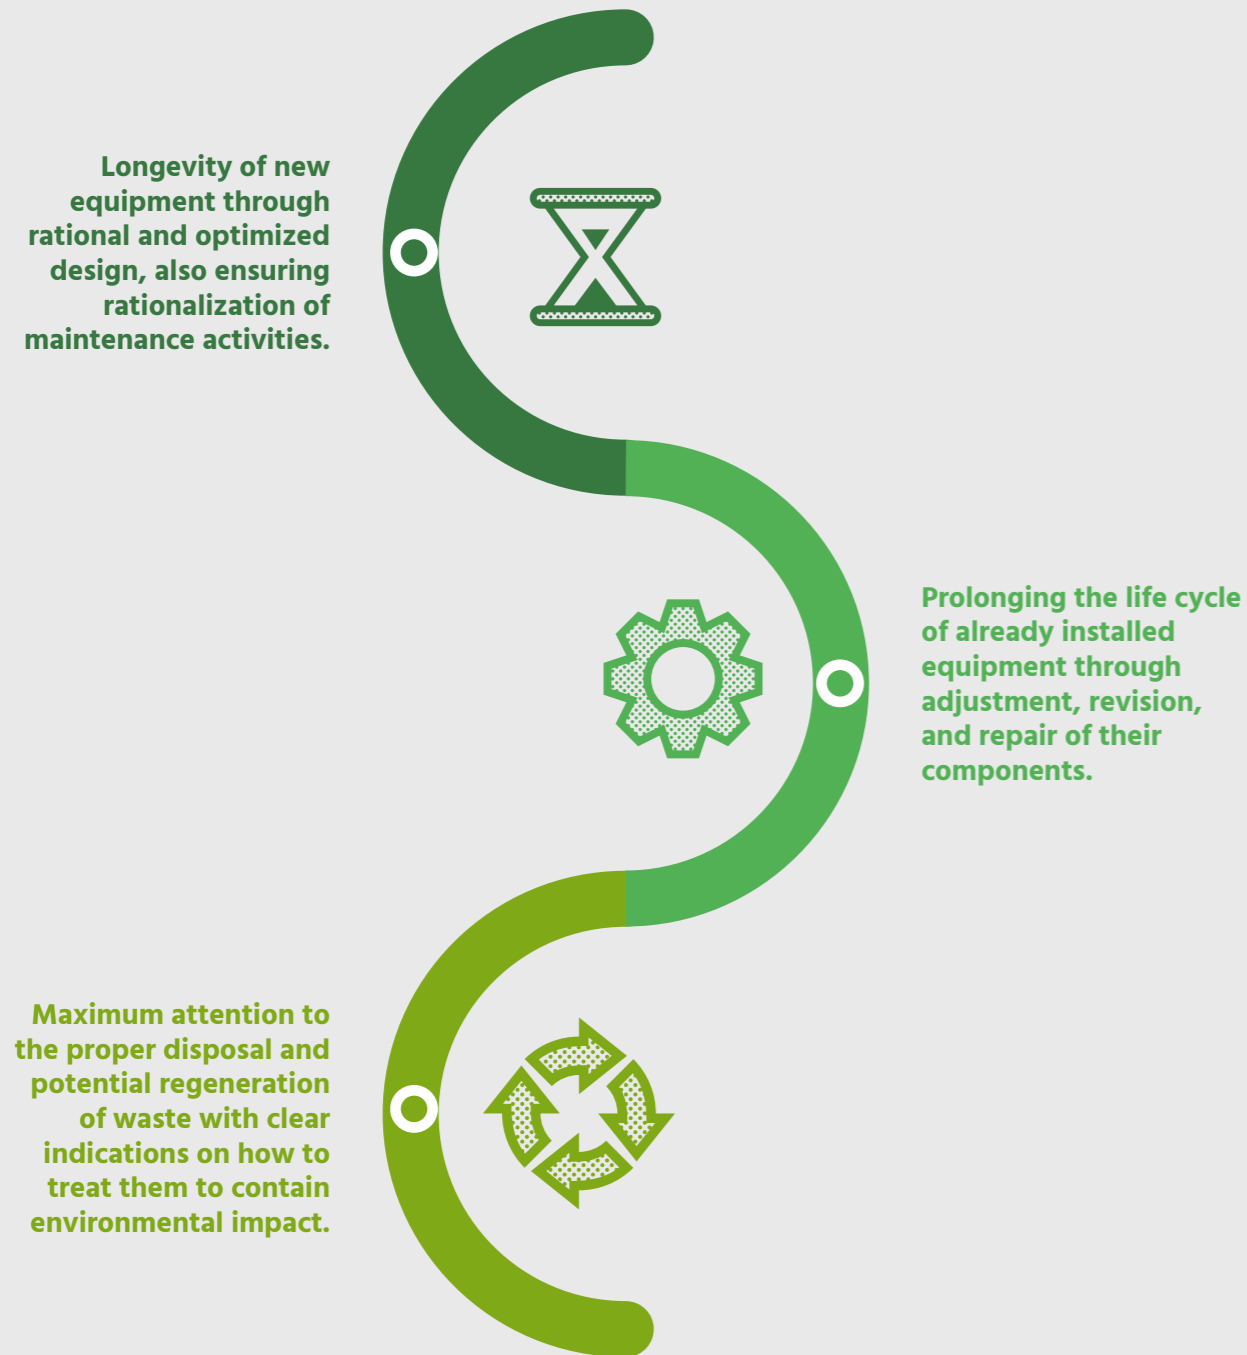 Longevity of new
equipment through
rational and optimized
design, also ensuring
rationalization of
maintenance activities.
Prolonging the life cycle
of already installed
equipment through
adjustment, revision,
and repair of their
components.
Maximum attention to
the proper disposal and
potential regeneration
of waste with clear
indications on how to
treat them to contain
environmental impact.